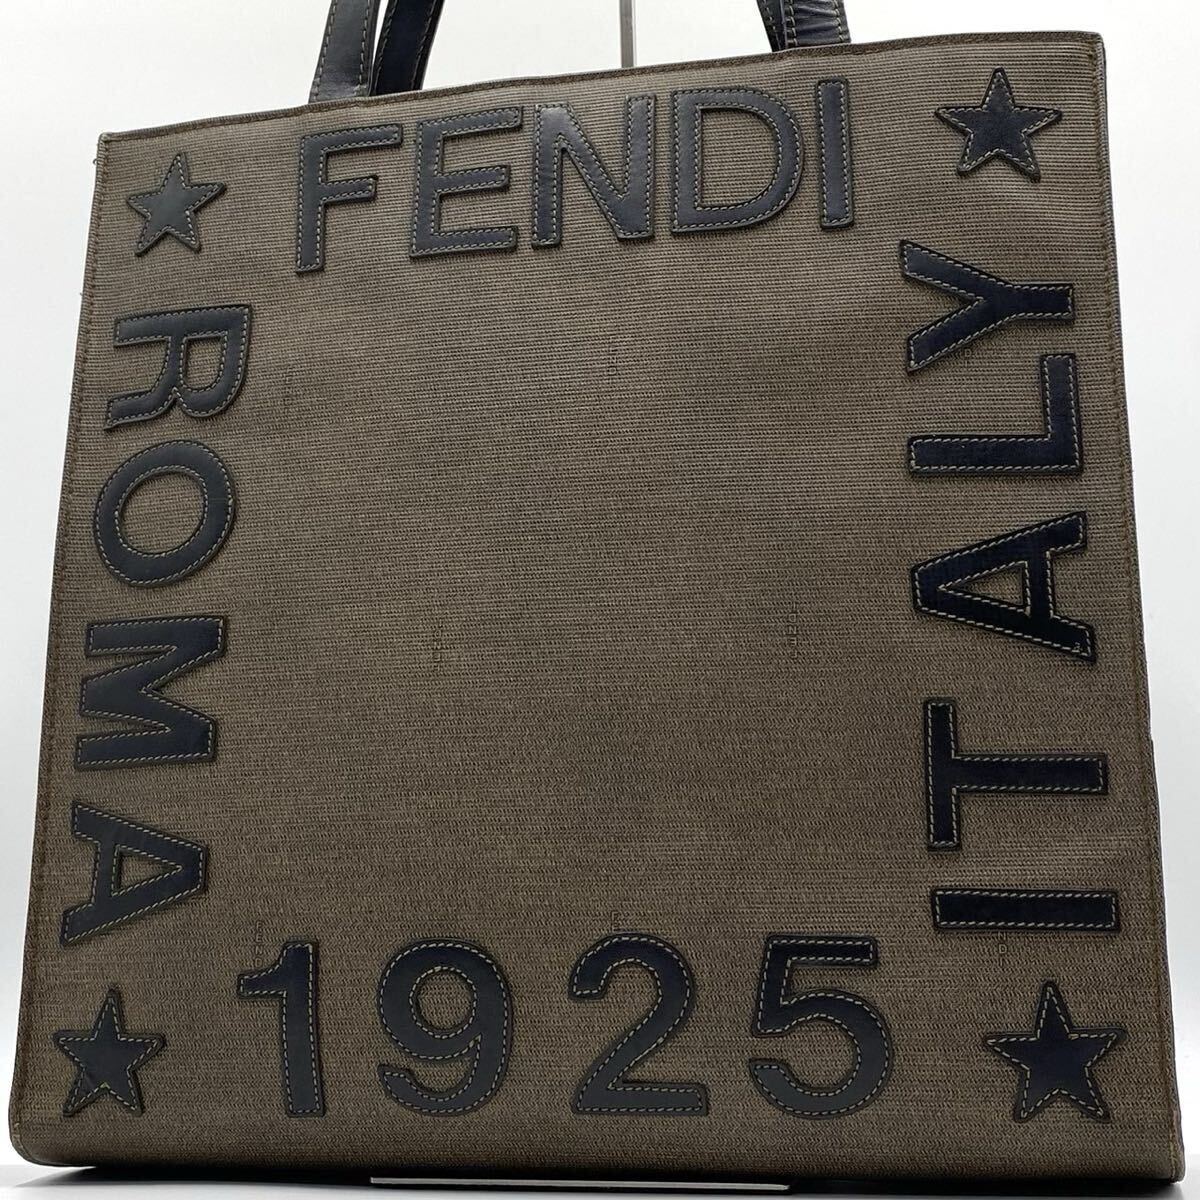 FENDI
ROMA
ITALY
1925